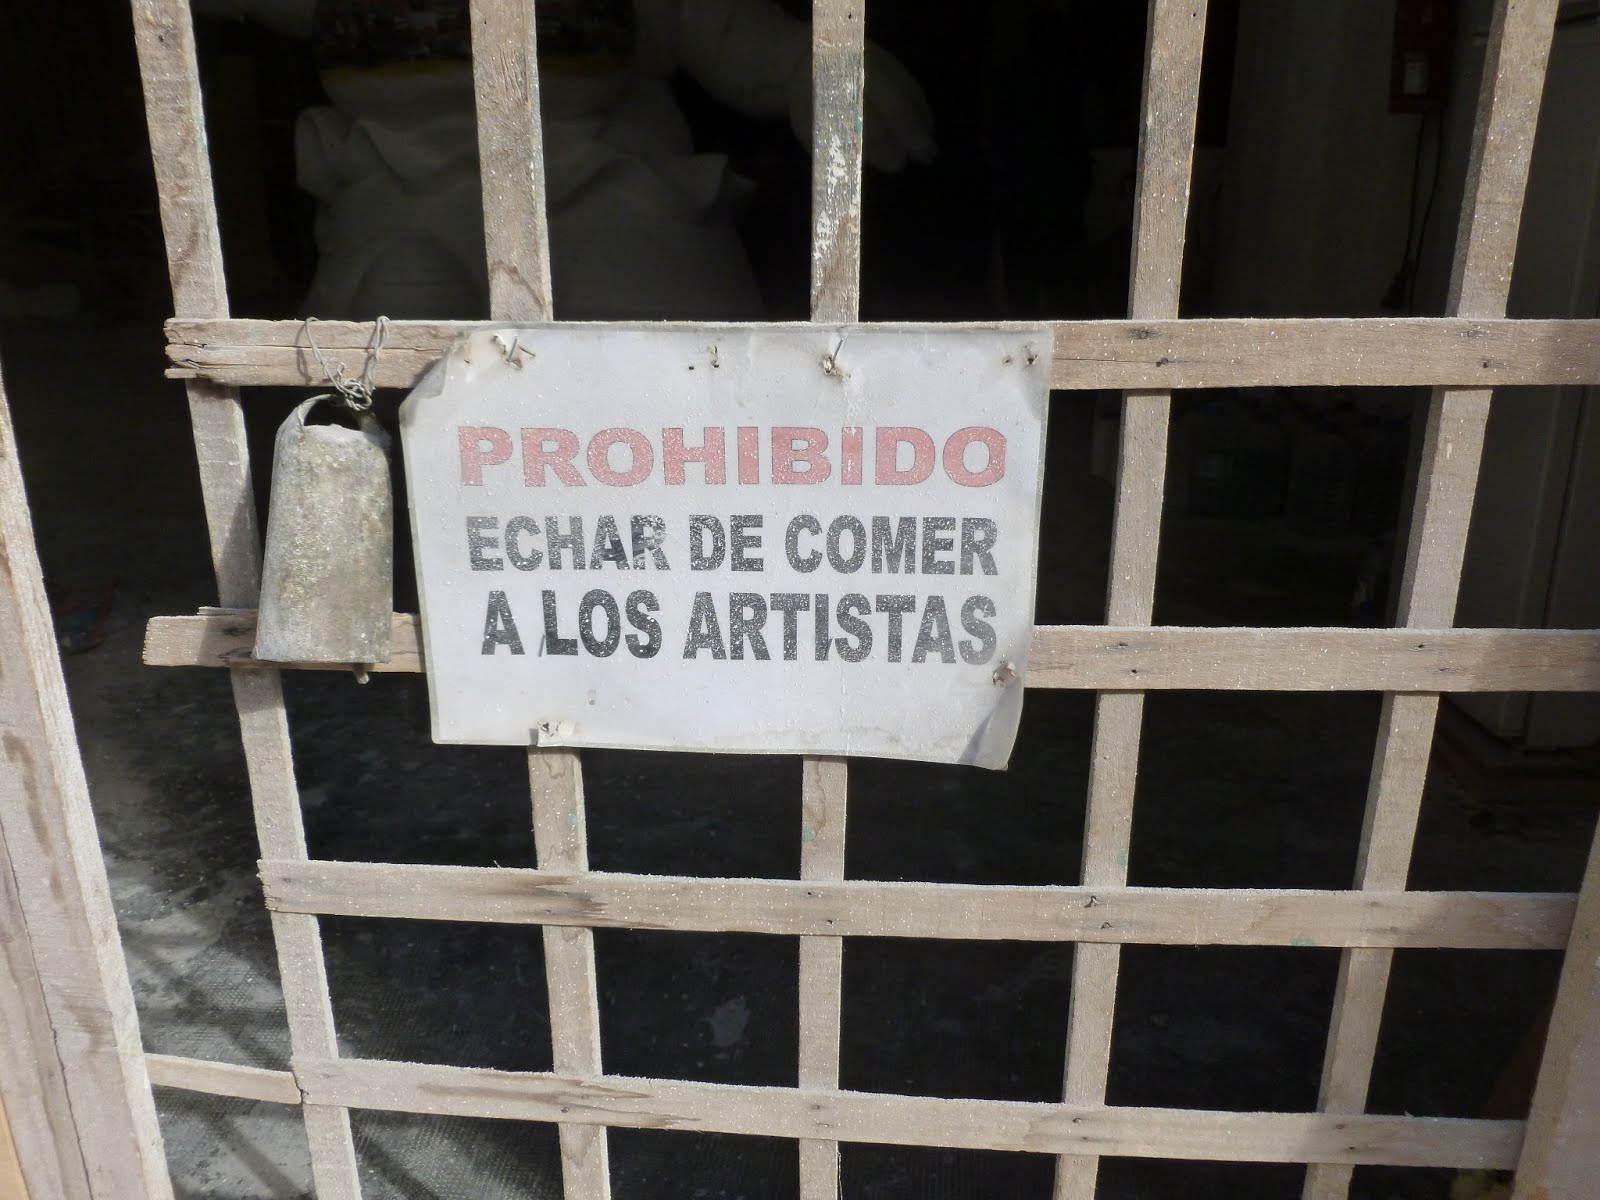 PROHIBIDO
ECHAR DE COMER
A LOS ARTISTAS